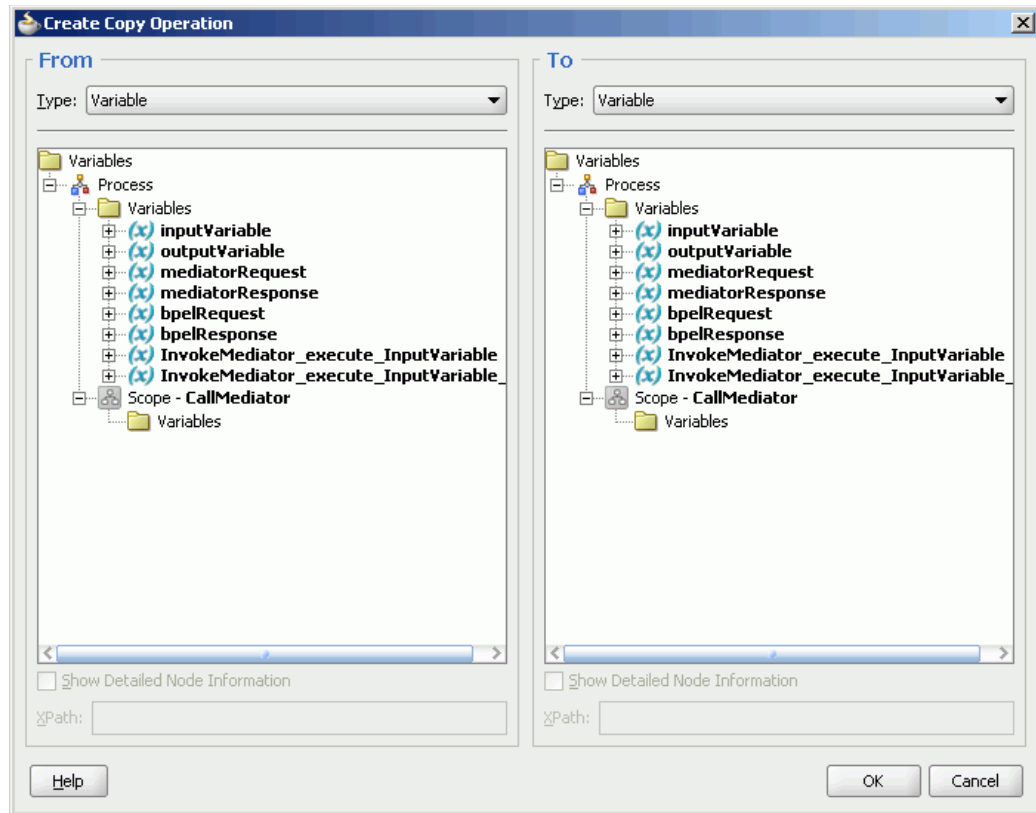 Create Copy Operation
From
Type: Variable
Variables
Process
Variables
(x) inputVariable
(x) outputVariable
(x) mediatorRequest
(x) mediatorResponse
(x) bpelRequest
(x) bpelResponse
(x) InvokeMediator_execute_InputVariable
(x) InvokeMediator_execute_InputVariable_
Scope - CallMediator
Variables
Show Detailed Node Information
XPath:
To
Type: Variable
Variables
Process
Variables
(x) inputVariable
(x) outputVariable
(x) mediatorRequest
(x) mediatorResponse
(x) bpelRequest
(x) bpelResponse
(x) InvokeMediator_execute_InputVariable
(x) InvokeMediator_execute_InputVariable_
Scope - CallMediator
Variables
Show Detailed Node Information
XPath:
Help
OK
Cancel